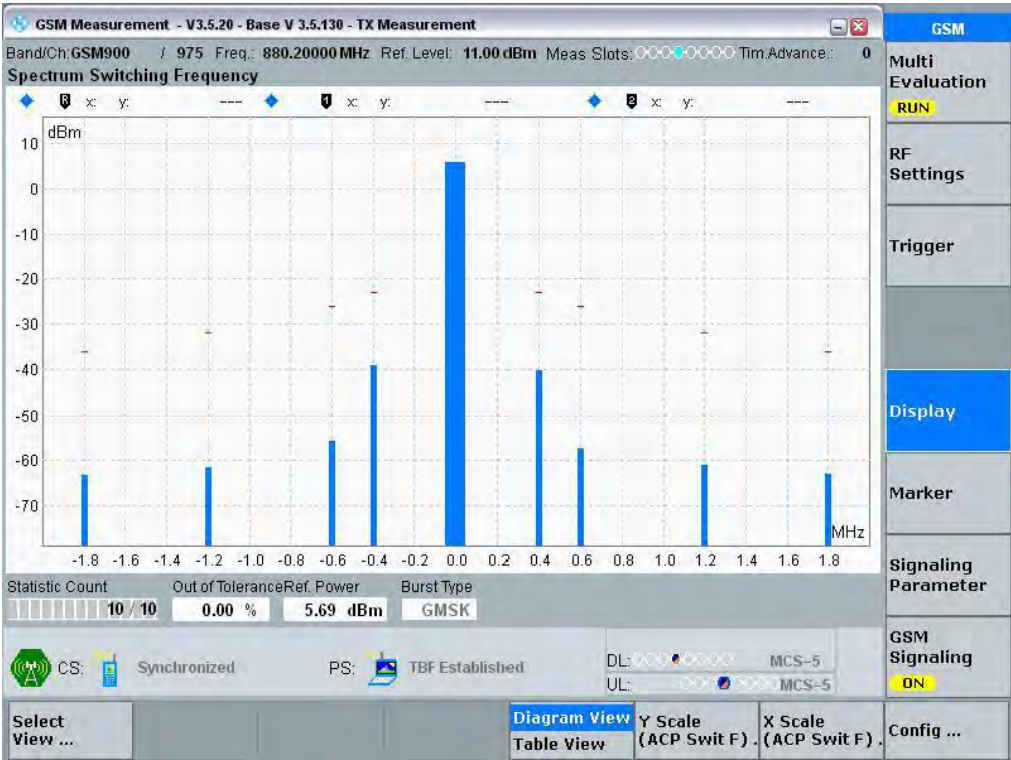 GSM Measurement - V3.5.20 - Base V 3.5.130 - TX Measurement
Band/Ch:GSM900 / 975 Freq.: 880.20000 MHz Ref. Level: 11.00 dBm Meas Slots: Tim.Advance.: 0
Spectrum Switching Frequency
R x: y: --- 1 x: y: --- 2 x: y: ---
dBm
10
0
-10
-20
-30
-40
-50
-60
-70
MHz
-1.8 -1.6 -1.4 -1.2 -1.0 -0.8 -0.6 -0.4 -0.2 0.0 0.2 0.4 0.6 0.8 1.0 1.2 1.4 1.6 1.8
Statistic Count Out of Tolerance Ref. Power Burst Type
10 / 10 0.00 % 5.69 dBm GMSK
CS: Synchronized PS: TBF Established
DL: MCS-5
UL: MCS-5
Select View ...
Diagram View
Table View
Y Scale (ACP Swit F) .
X Scale (ACP Swit F) .
GSM
Multi
Evaluation
RUN
RF
Settings
Trigger
Display
Marker
Signaling
Parameter
GSM
Signaling
ON
Config ...